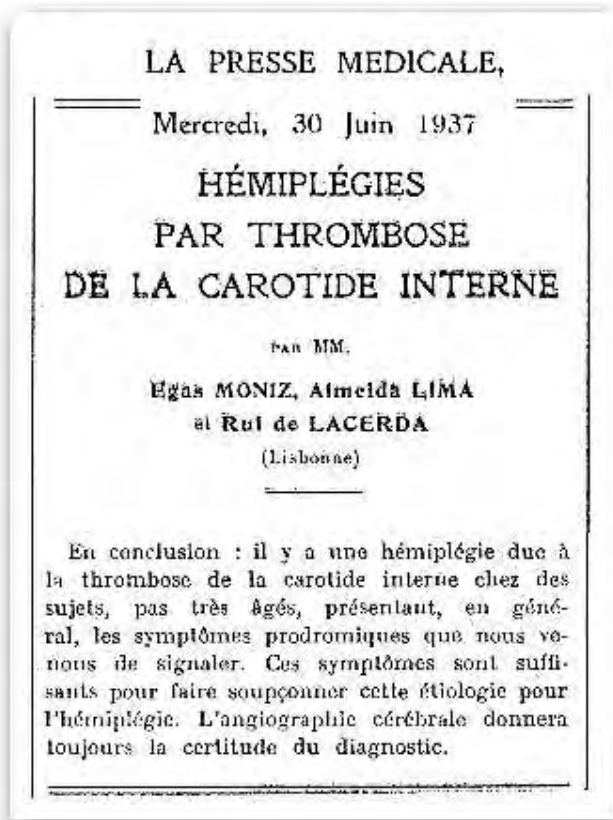 LA PRESSE MEDICALE,
Mercredi, 30 Juin 1937
HÉMIPLÉGIES
PAR THROMBOSE
DE LA CAROTIDE INTERNE
PAR MM.
Egas MONIZ, Almeida LIMA
et Rui de LACERDA
(Lisbonne)
En conclusion : il y a une hémiplégie due à
la thrombose de la carotide interne chez des
sujets, pas très âgés, présentant, en géné-
ral, les symptômes prodromiques que nous ve-
nons de signaler. Ces symptômes sont suffi-
sants pour faire soupçonner cette étiologie pour
l'hémiplégie. L'angiographie cérébrale donnera
toujours la certitude du diagnostic.